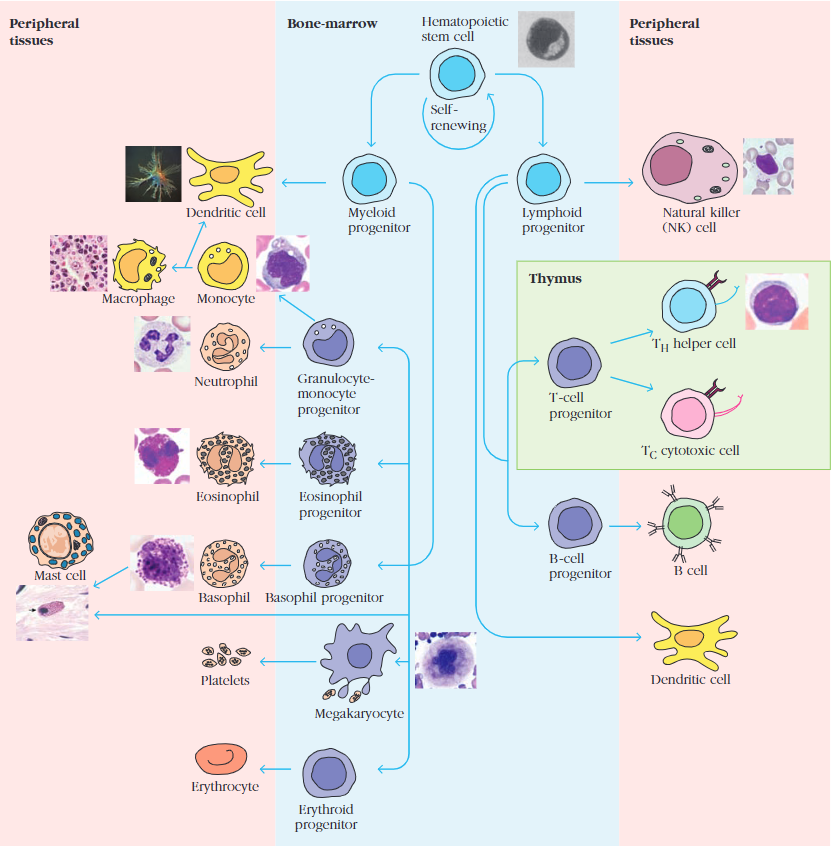 Peripheral
tissues
Bone-marrow
Hematopoietic
stem cell
Peripheral
tissues
Self-
renewing
Dendritic cell
Myeloid
progenitor
Lymphoid
progenitor
Natural killer
(NK) cell
Macrophage
Monocyte
Thymus
TH helper cell
Neutrophil
Granulocyte-
monocyte
progenitor
T-cell
progenitor
TC cytotoxic cell
Eosinophil
Eosinophil
progenitor
Mast cell
Basophil
Basophil progenitor
B-cell
progenitor
B cell
Platelets
Megakaryocyte
Dendritic cell
Erythrocyte
Erythroid
progenitor